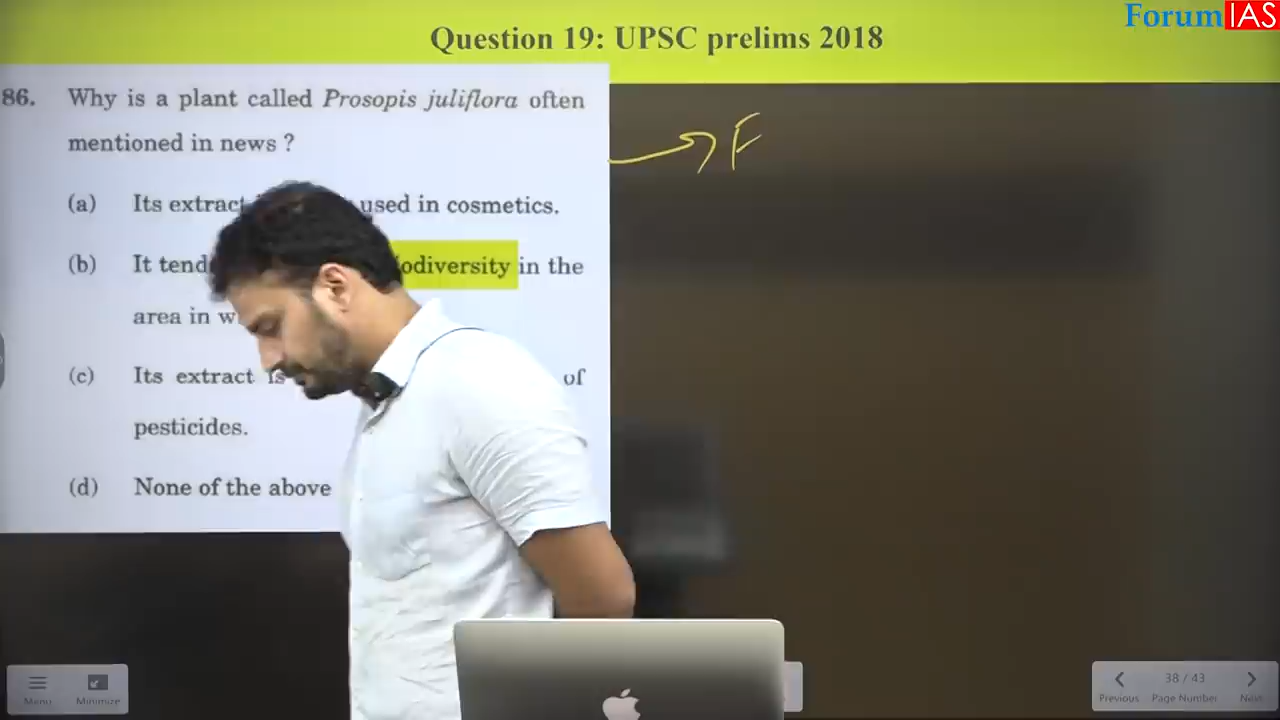 ForumIAS
Question 19: UPSC prelims 2018
86. Why is a plant called Prosopis juliflora often
mentioned in news ?
F
(a) Its extract used in cosmetics.
(b) It tend odiversity in the
area in w
(c) Its extract is of
pesticides.
(d) None of the above
Menu Minimize
38 / 43
Previous Page Number Next